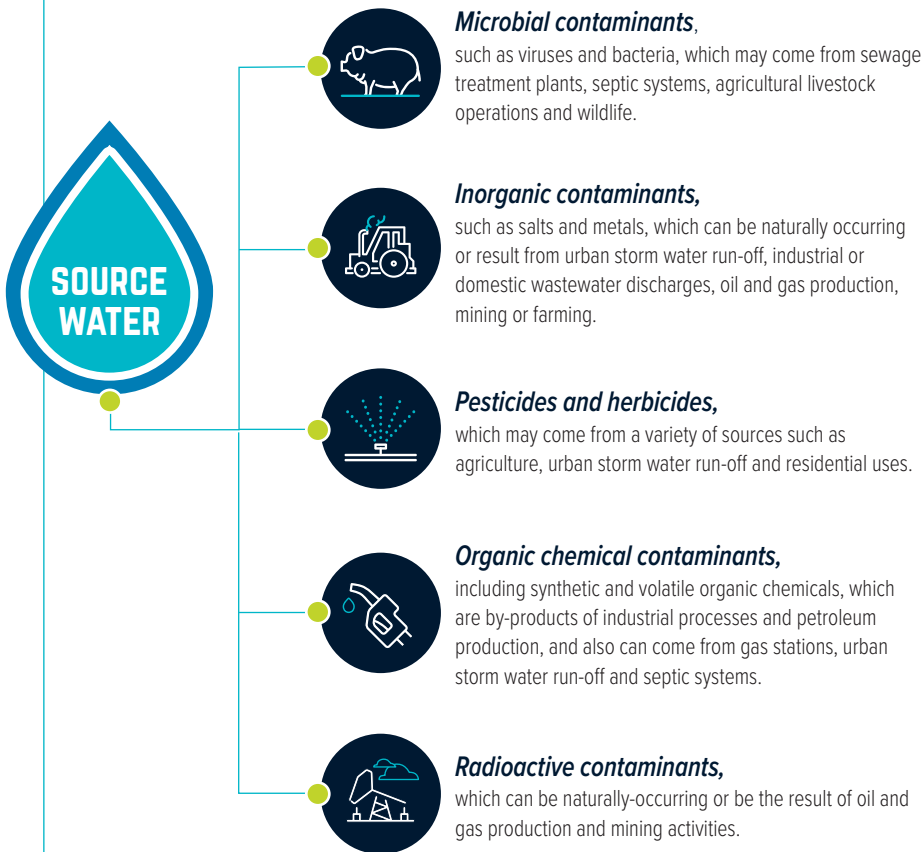 SOURCE
WATER
Microbial contaminants,
such as viruses and bacteria, which may come from sewage
treatment plants, septic systems, agricultural livestock
operations and wildlife.
Inorganic contaminants,
such as salts and metals, which can be naturally occurring
or result from urban storm water run-off, industrial or
domestic wastewater discharges, oil and gas production,
mining or farming.
Pesticides and herbicides,
which may come from a variety of sources such as
agriculture, urban storm water run-off and residential uses.
Organic chemical contaminants,
including synthetic and volatile organic chemicals, which
are by-products of industrial processes and petroleum
production, and also can come from gas stations, urban
storm water run-off and septic systems.
Radioactive contaminants,
which can be naturally-occurring or be the result of oil and
gas production and mining activities.